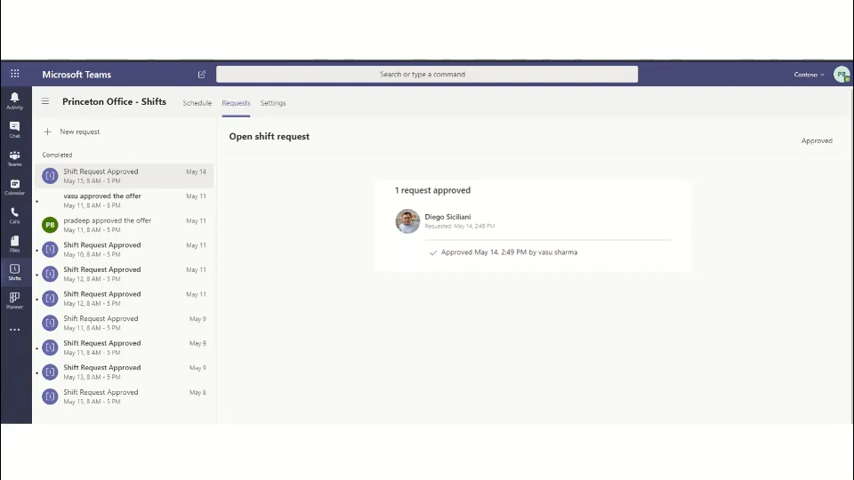 Microsoft Teams
Search or type a command
Contoso
PB
Activity
Chat
Teams
Calendar
Calls
Files
Shifts
Planner
Princeton Office - Shifts
Schedule
Requests
Settings
New request
Completed
Shift Request Approved May 14
May 15, 8 AM - 5 PM
vasu approved the offer May 11
May 11, 8 AM - 5 PM
PB
pradeep approved the offer May 11
May 11, 8 AM - 5 PM
Shift Request Approved May 11
May 10, 8 AM - 5 PM
Shift Request Approved May 11
May 12, 8 AM - 5 PM
Shift Request Approved May 11
May 12, 8 AM - 5 PM
Shift Request Approved May 9
May 11, 8 AM - 5 PM
Shift Request Approved May 9
May 11, 8 AM - 5 PM
Shift Request Approved May 9
May 13, 8 AM - 5 PM
Shift Request Approved May 8
May 15, 8 AM - 5 PM
Open shift request
Approved
1 request approved
Diego Siciliani
Requested: May 14, 2:49 PM
Approved May 14, 2:49 PM by vasu sharma